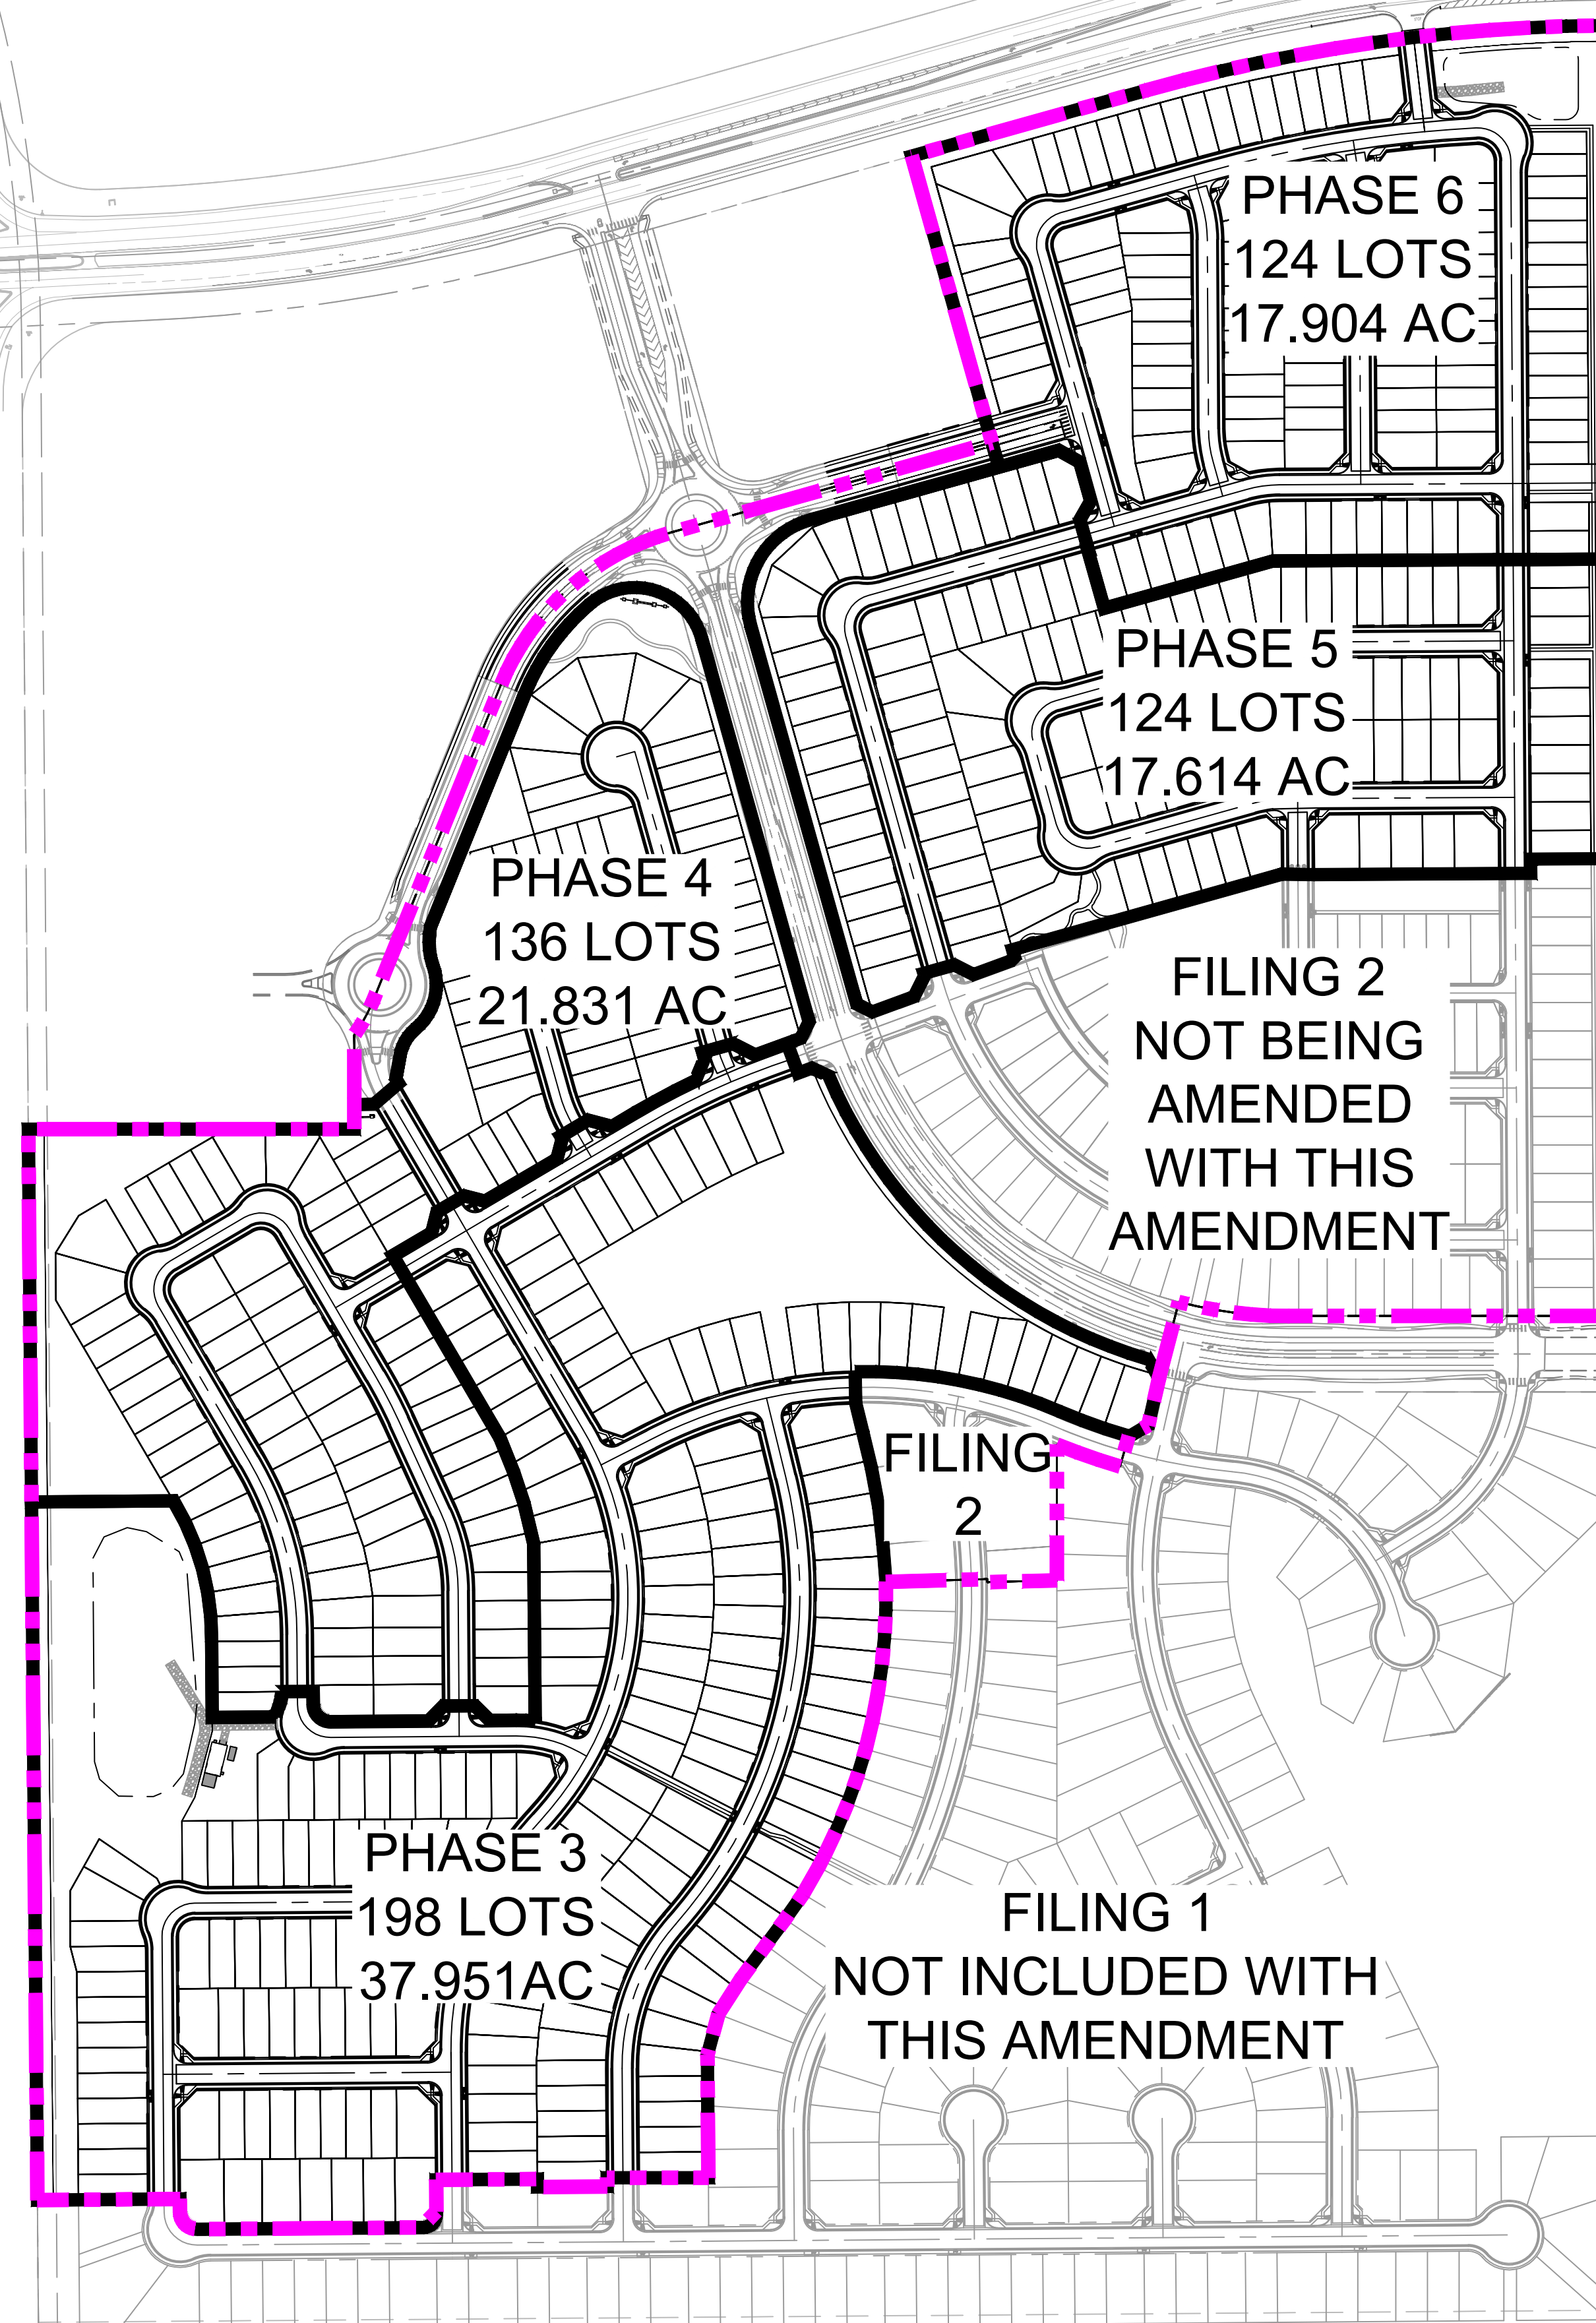 PHASE 6
124 LOTS
17.904 AC
PHASE 5
124 LOTS
17.614 AC
PHASE 4
136 LOTS
21.831 AC
FILING 2
NOT BEING
AMENDED
WITH THIS
AMENDMENT
FILING
2
PHASE 3
198 LOTS
37.951AC
FILING 1
NOT INCLUDED WITH
THIS AMENDMENT